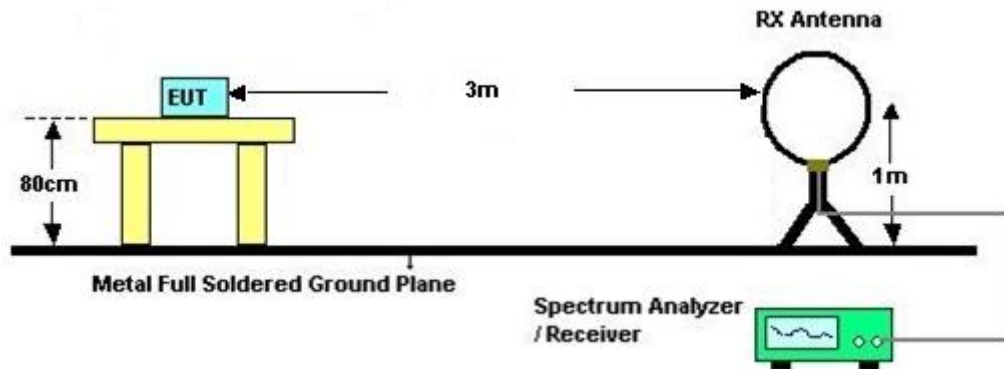 RX Antenna
EUT
3m
80cm
1m
Metal Full Soldered Ground Plane
Spectrum Analyzer
/ Receiver